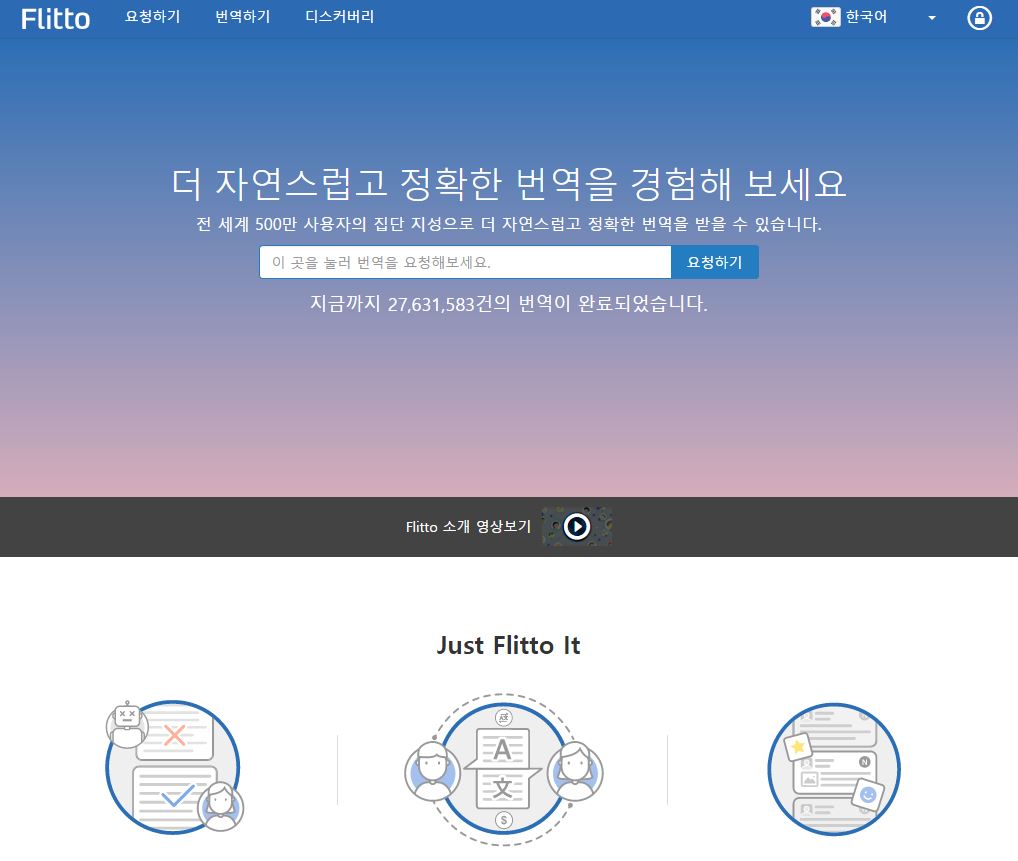 Flitto 요청하기 번역하기 디스커버리 한국어
더 자연스럽고 정확한 번역을 경험해 보세요
전 세계 500만 사용자의 집단 지성으로 더 자연스럽고 정확한 번역을 받을 수 있습니다.
이 곳을 눌러 번역을 요청해보세요. 요청하기
지금까지 27,631,583건의 번역이 완료되었습니다.
Flitto 소개 영상보기
Just Flitto It
A
N
文
$